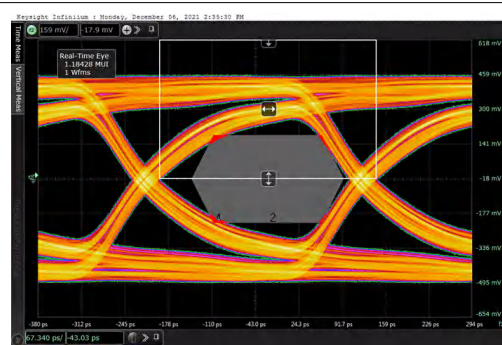 Keysight Infiniium : Monday, December 06, 2021 2:35:30 PM
Time Meas
Vertical Meas
159 mV/
-17.9 mV
Real-Time Eye
1.18428 MUI
1 Wfms
618 mV
459 mV
300 mV
141 mV
-18 mV
-177 mV
-336 mV
-495 mV
-654 mV
2
-380 ps
-312 ps
-245 ps
-178 ps
-110 ps
-43.0 ps
24.3 ps
91.7 ps
159 ps
226 ps
294 ps
67.340 ps/
-43.03 ps